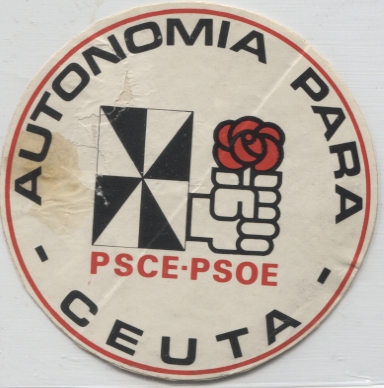 AUTONOMIA PARA
PSCE-PSOE
- CEUTA -